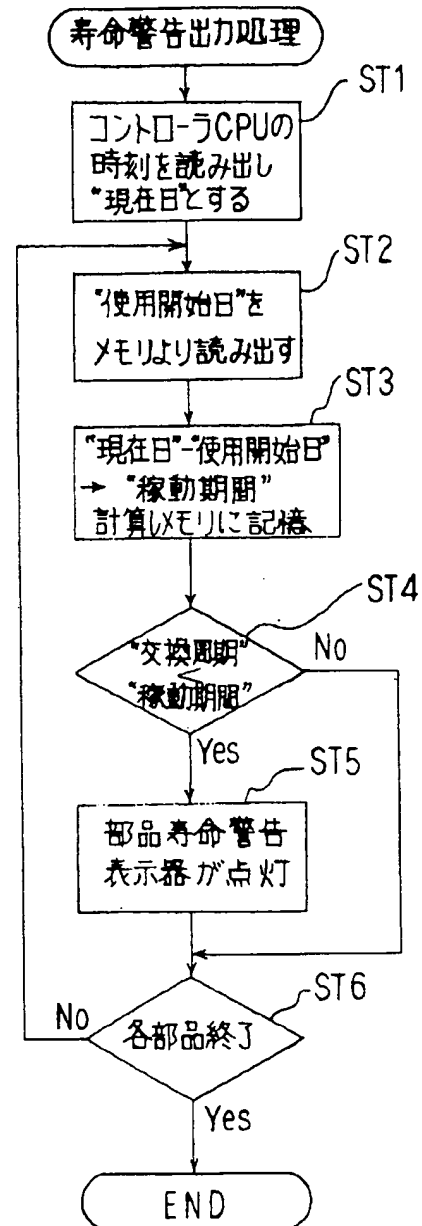 寿命警告出力処理
ST1
コントローラCPUの
時刻を読み出し
"現在日"とする
ST2
"使用開始日"を
メモリより読み出す
ST3
"現在日"-"使用開始日"
→ "稼動期間"
計算しメモリに記憶
ST4
"交換周期"
<
"稼動期間"
No
Yes
ST5
部品寿命警告
表示器が点灯
ST6
No
各部品終了
Yes
END